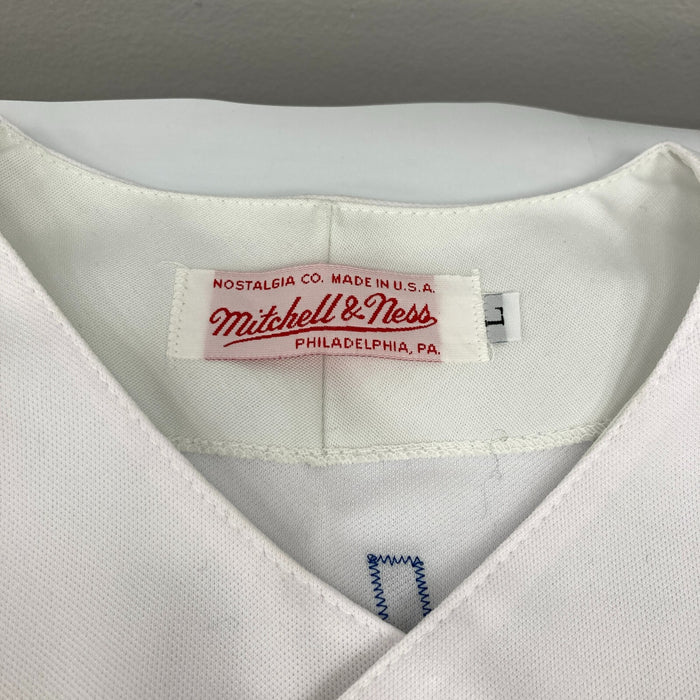 NOSTALGIA CO. MADE IN U.S.A.
Mitchell & Ness
PHILADELPHIA, PA.
L